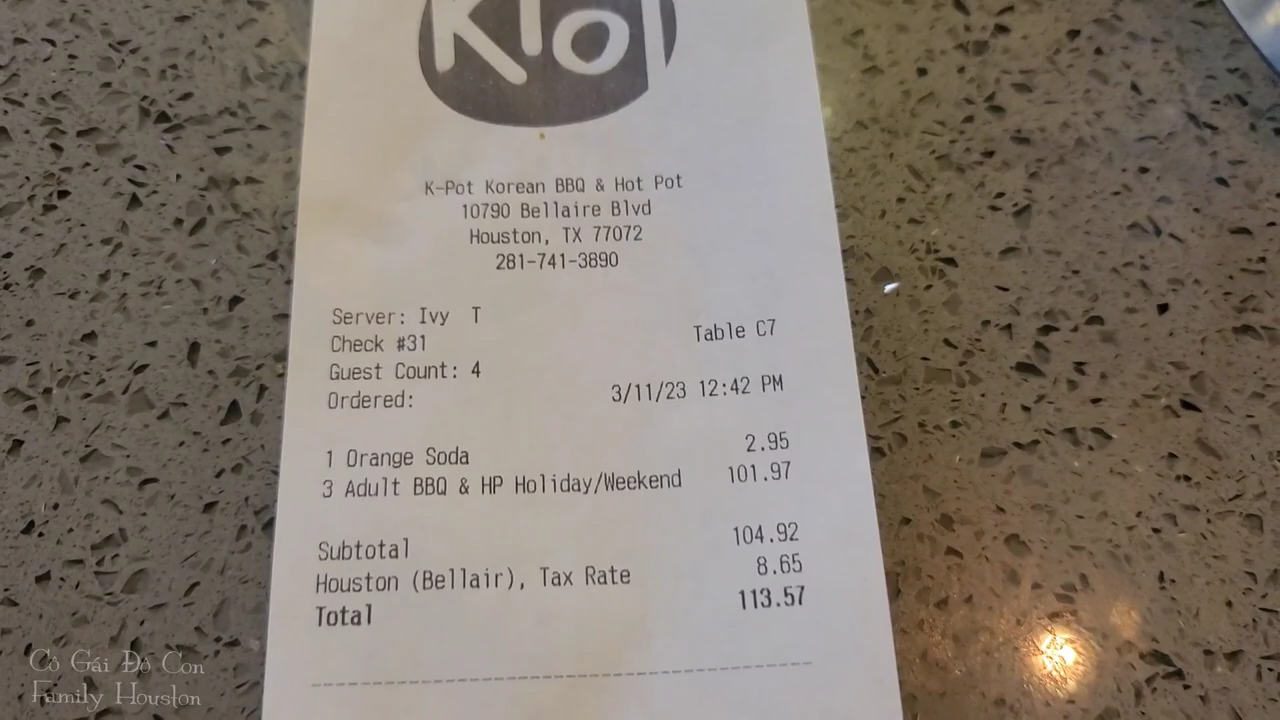 K-Pot Korean BBQ & Hot Pot
10790 Bellaire Blvd
Houston, TX 77072
281-741-3890
Server: Ivy T
Check #31
Table C7
Guest Count: 4
Ordered: 3/11/23 12:42 PM
1 Orange Soda 2.95
3 Adult BBQ & HP Holiday/Weekend 101.97
Subtotal 104.92
Houston (Bellair), Tax Rate 8.65
Total 113.57
Cô Gái Đồ Con
Family Houston